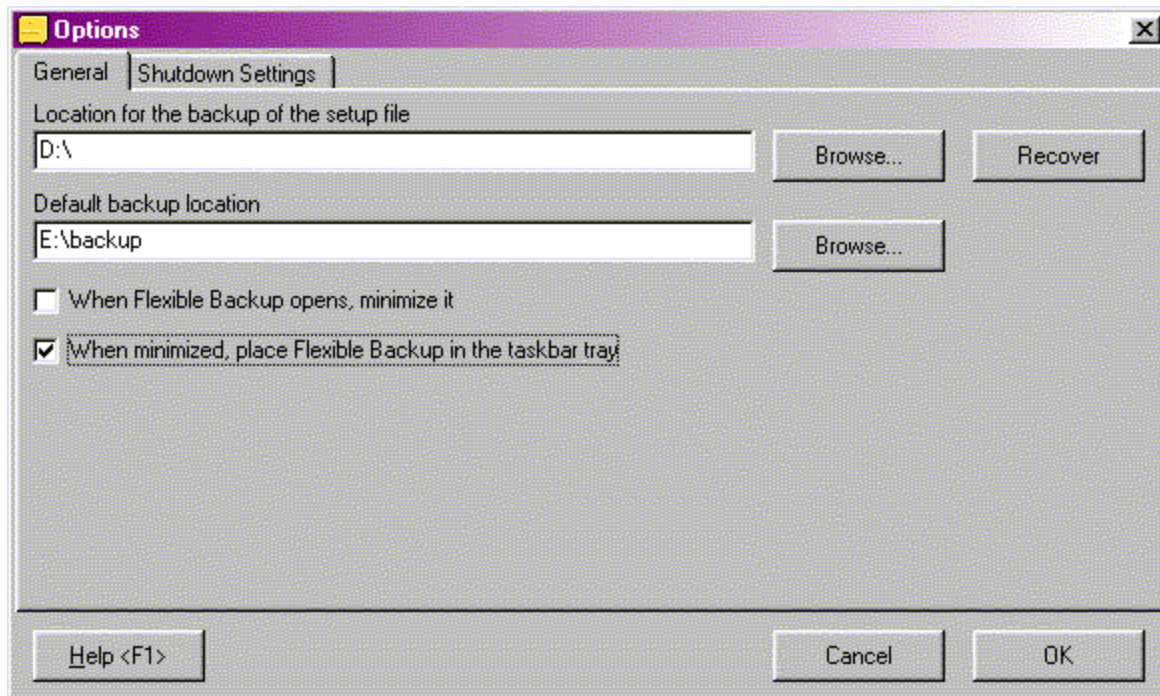 Options
General
Shutdown Settings
Location for the backup of the setup file
D:\
Browse...
Recover
Default backup location
E:\backup
Browse...
When Flexible Backup opens, minimize it
When minimized, place Flexible Backup in the taskbar tray
Help <F1>
Cancel
OK